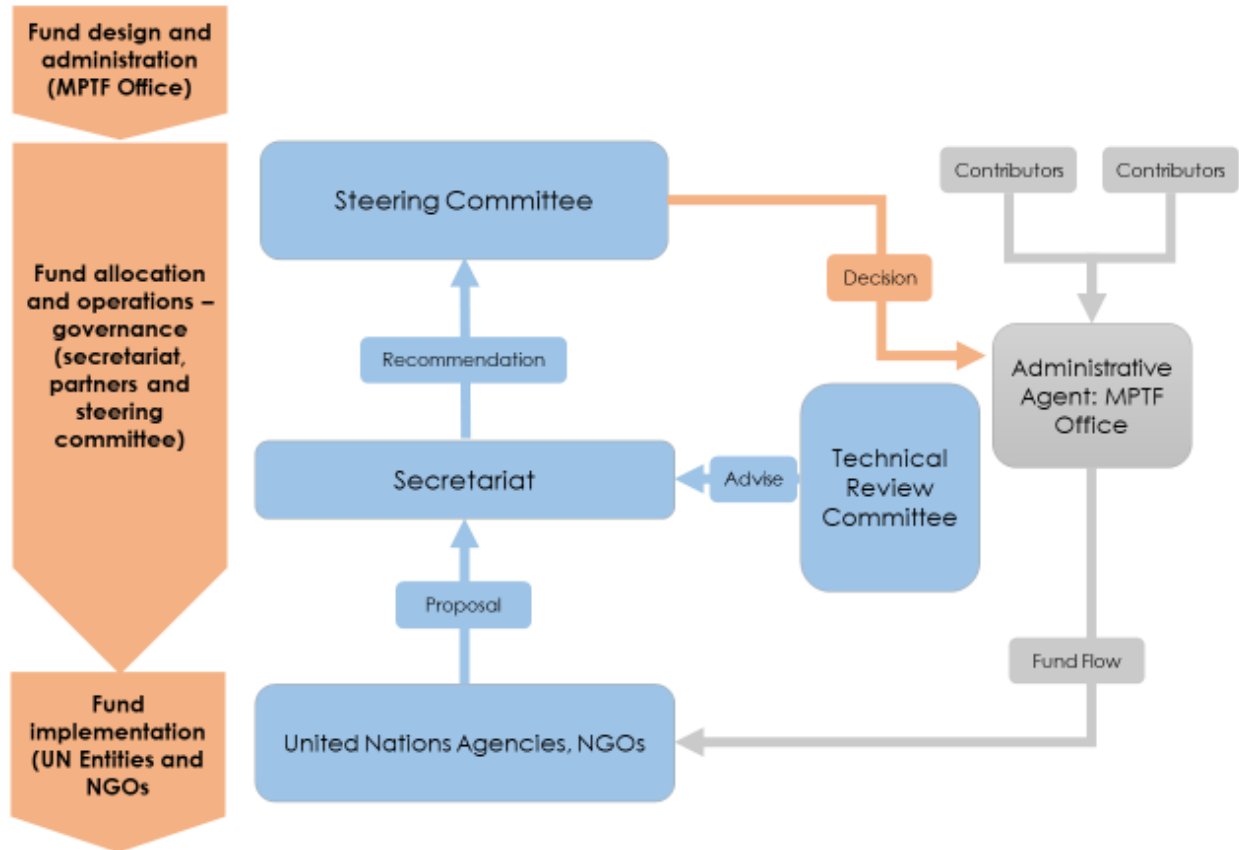 Fund design and
administration
(MPTF Office)
Fund allocation
and operations –
governance
(secretariat,
partners and
steering
committee)
Fund
implementation
(UN Entities and
NGOs
Steering Committee
Recommendation
Secretariat
Proposal
United Nations Agencies, NGOs
Decision
Advise
Technical
Review
Committee
Contributors
Contributors
Administrative
Agent: MPTF
Office
Fund Flow